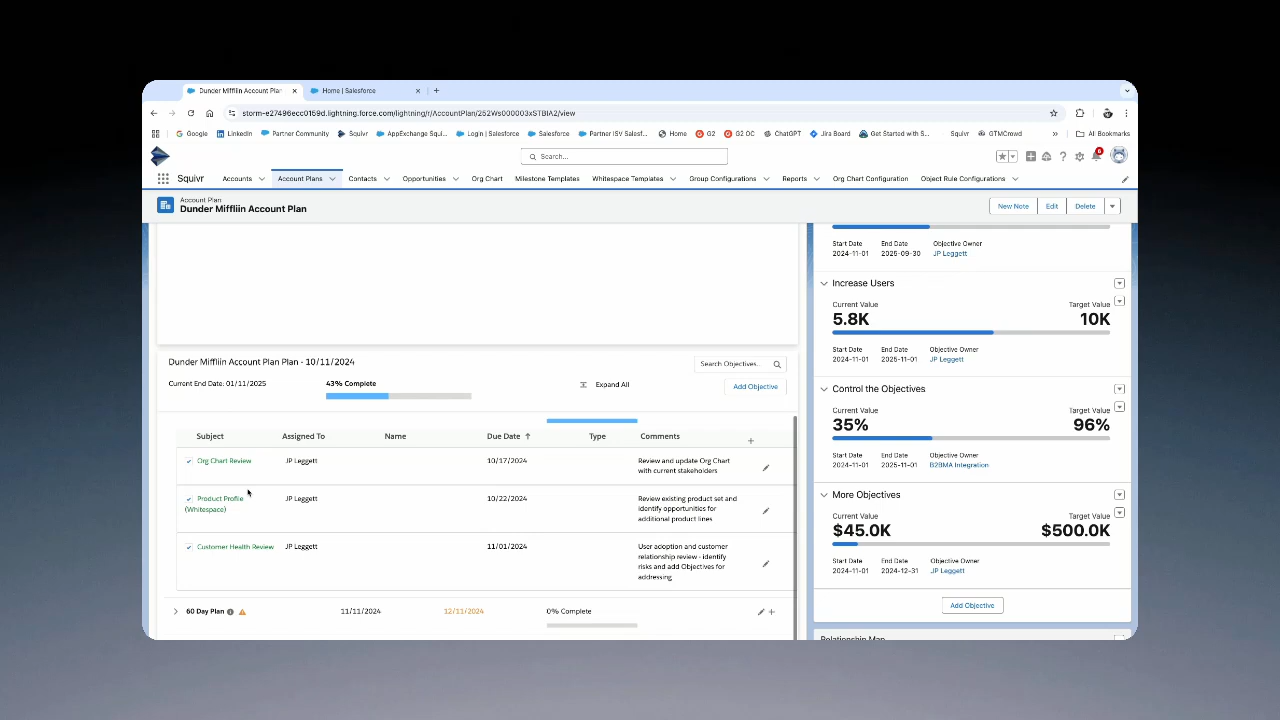 Dunder Mifflin Account Plan
Home | Salesforce
storm-e27496ecc0159d.lightning.force.com/lightning/r/AccountPlan/252Ws000003xSTBIA2/view
Google LinkedIn Partner Community Squivr AppExchange Squi... Login | Salesforce Salesforce Partner ISV Salesf... Home G2 G2 OC ChatGPT Jira Board Get Started with S... Squivr GTMCrowd » All Bookmarks
Search...
Squivr Accounts Account Plans Contacts Opportunities Org Chart Milestone Templates Whitespace Templates Group Configurations Reports Org Chart Configuration Object Rule Configurations
Account Plan
Dunder Miffliin Account Plan
New Note Edit Delete
Dunder Miffliin Account Plan Plan - 10/11/2024
Search Objectives..
Current End Date: 01/11/2025
43% Complete
Expand All
Add Objective
Subject Assigned To Name Due Date ↑ Type Comments
Org Chart Review JP Leggett 10/17/2024 Review and update Org Chart
with current stakeholders
Product Profile JP Leggett 10/22/2024 Review existing product set and
(Whitespace) identify opportunities for
additional product lines
Customer Health Review JP Leggett 11/01/2024 User adoption and customer
relationship review - identify
risks and add Objectives for
addressing
60 Day Plan 11/11/2024 12/11/2024 0% Complete
Start Date End Date Objective Owner
2024-11-01 2025-09-30 JP Leggett
Increase Users
Current Value Target Value
5.8K 10K
Start Date End Date Objective Owner
2024-11-01 2025-11-01 JP Leggett
Control the Objectives
Current Value Target Value
35% 96%
Start Date End Date Objective Owner
2024-11-01 2025-11-01 B2BMA Integration
More Objectives
Current Value Target Value
$45.0K $500.0K
Start Date End Date Objective Owner
2024-11-01 2024-12-31 JP Leggett
Add Objective
Relationship Map